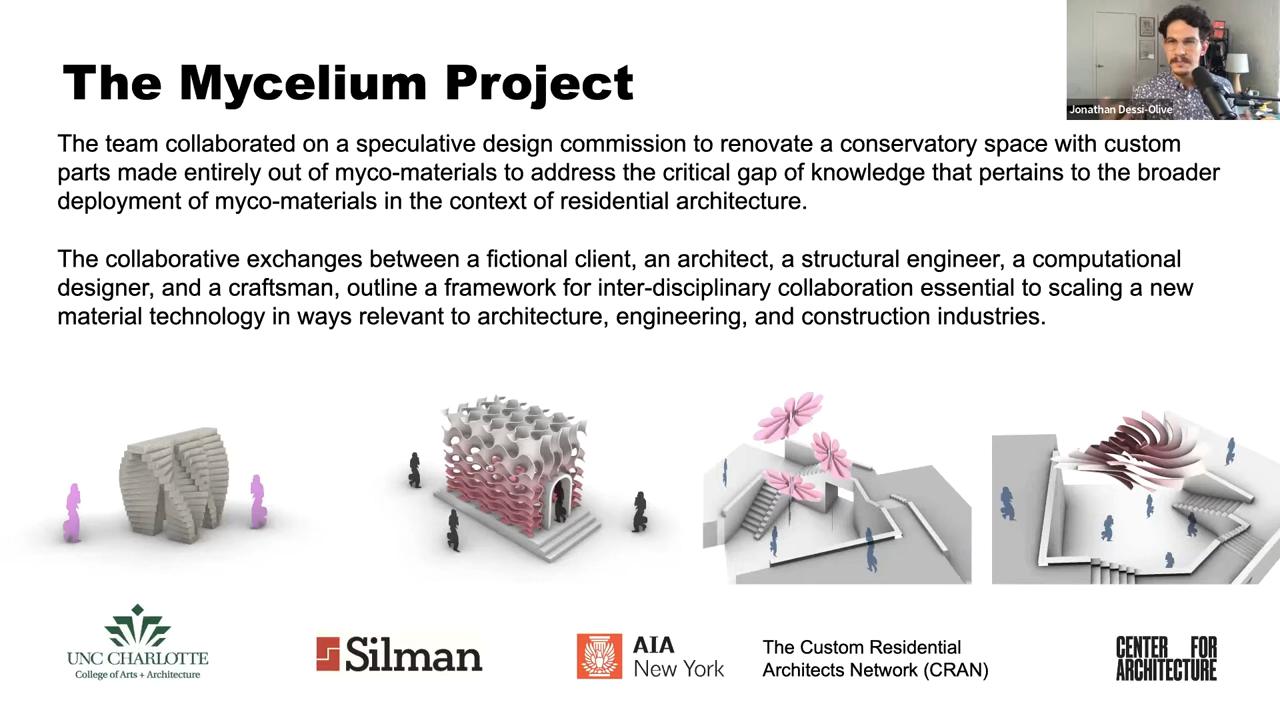 The Mycelium Project
Jonathan Dessi-Olive
The team collaborated on a speculative design commission to renovate a conservatory space with custom
parts made entirely out of myco-materials to address the critical gap of knowledge that pertains to the broader
deployment of myco-materials in the context of residential architecture.
The collaborative exchanges between a fictional client, an architect, a structural engineer, a computational
designer, and a craftsman, outline a framework for inter-disciplinary collaboration essential to scaling a new
material technology in ways relevant to architecture, engineering, and construction industries.
UNC CHARLOTTE
College of Arts + Architecture
Silman
AIA
New York
The Custom Residential
Architects Network (CRAN)
CENTER FOR
ARCHITECTURE